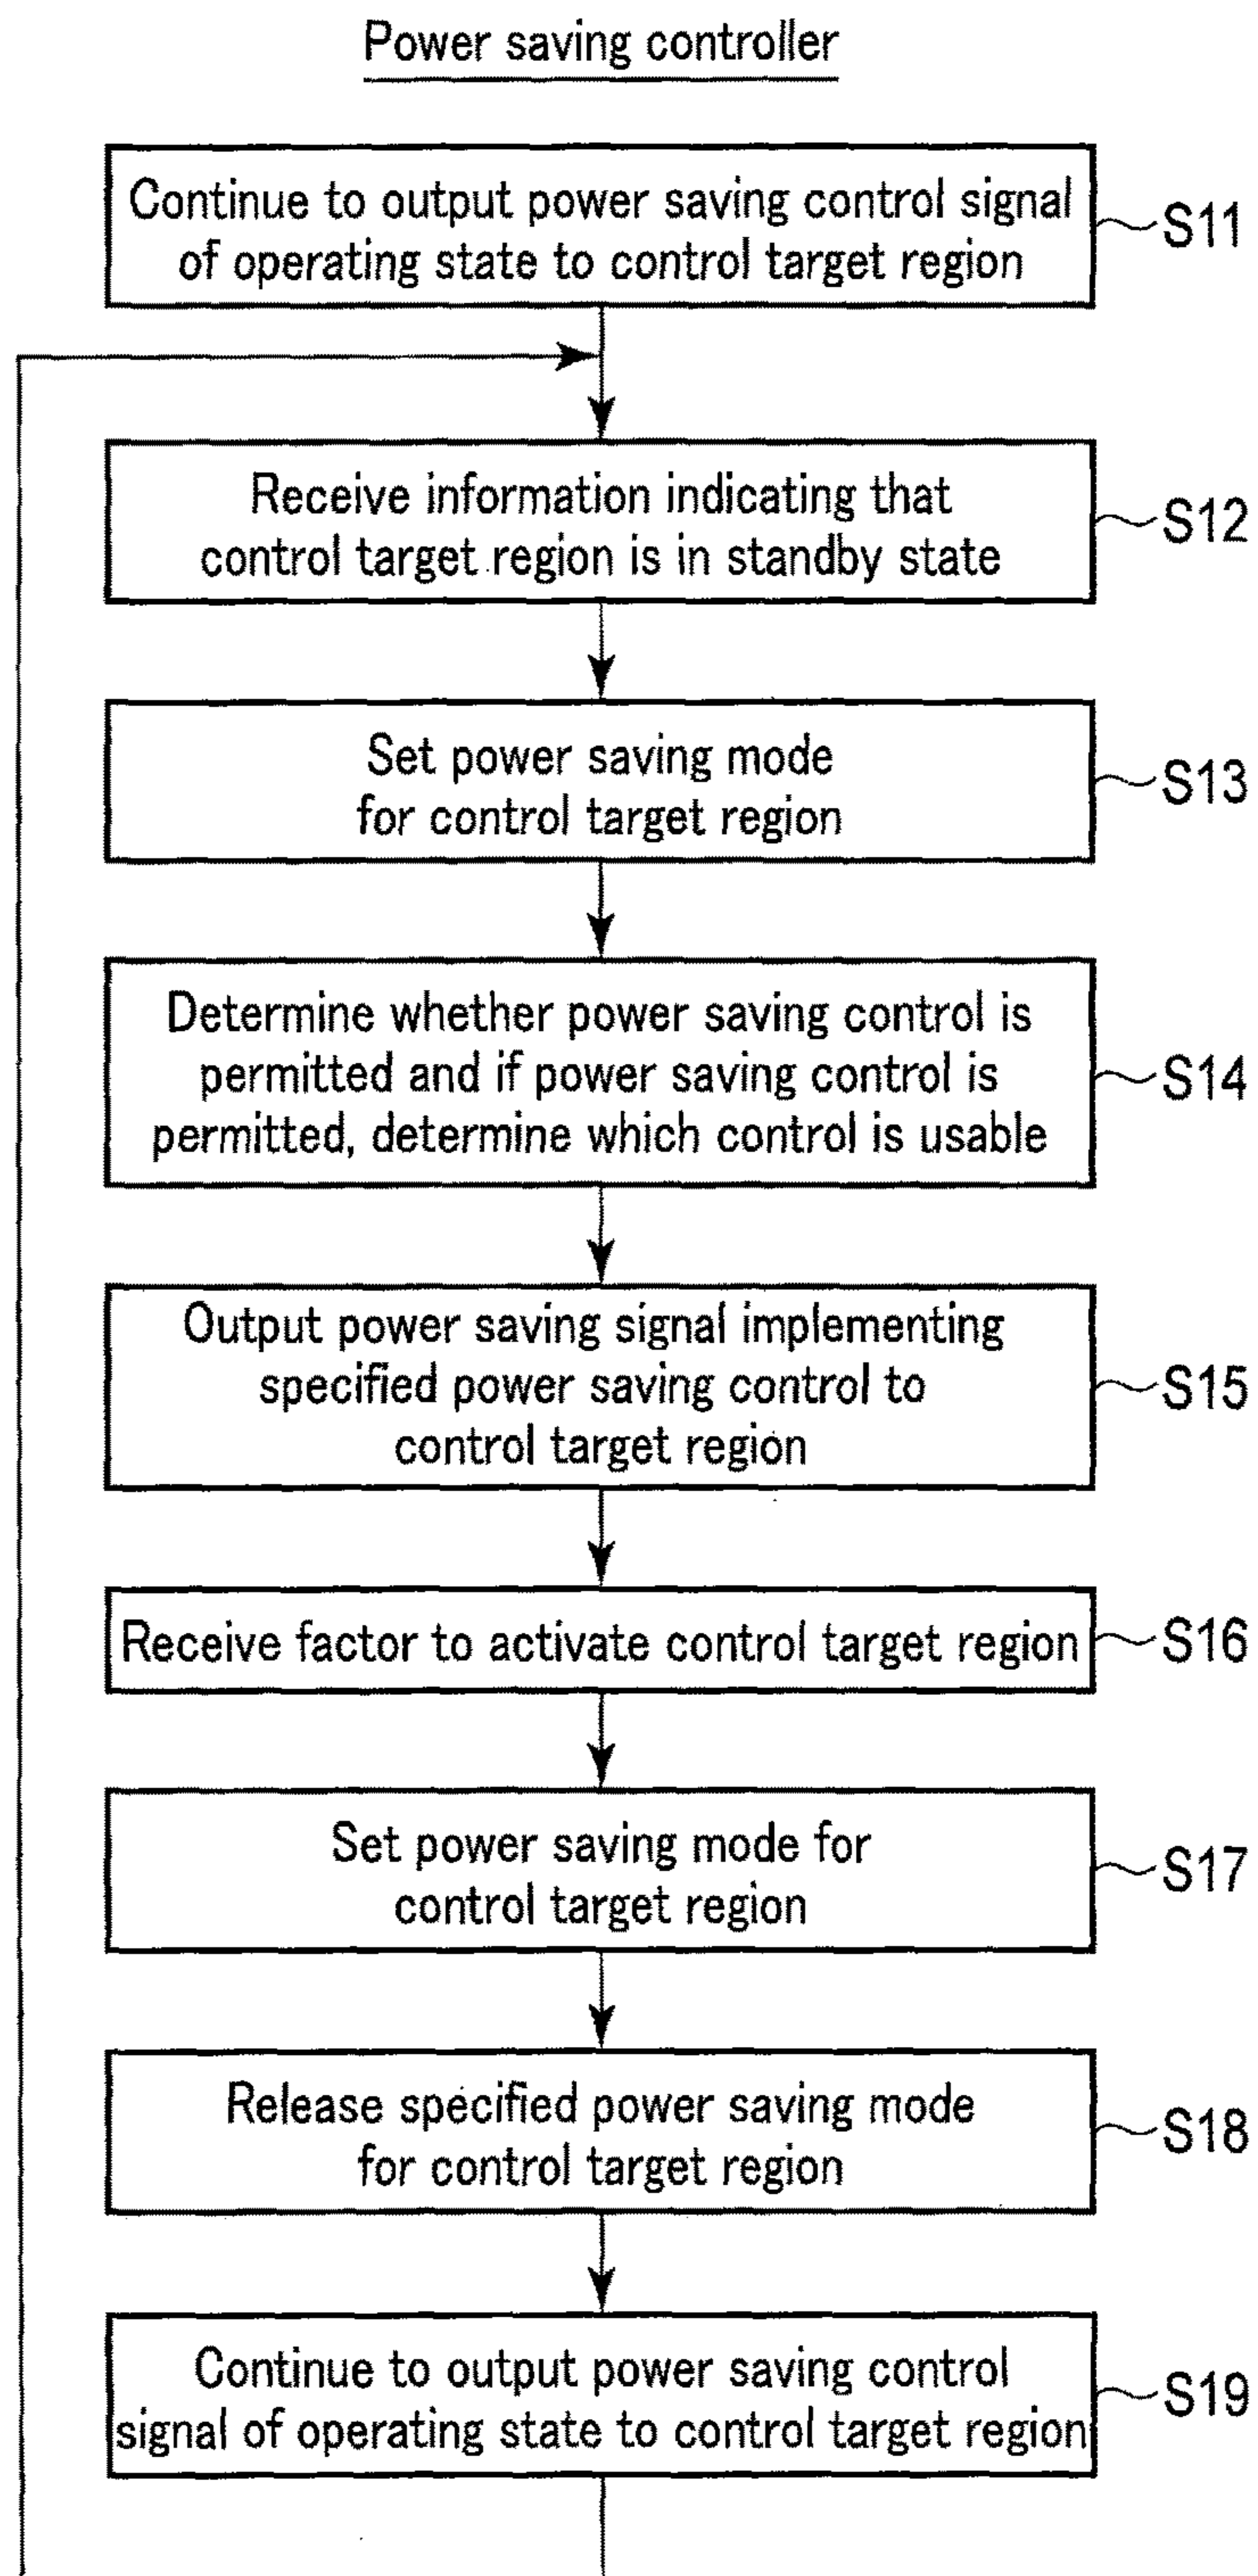 Power saving controller
Continue to output power saving control signal
of operating state to control target region
S11
Receive information indicating that
control target region is in standby state
S12
Set power saving mode
for control target region
S13
Determine whether power saving control is
permitted and if power saving control is
permitted, determine which control is usable
S14
Output power saving signal implementing
specified power saving control to
control target region
S15
Receive factor to activate control target region
S16
Set power saving mode for
control target region
S17
Release specified power saving mode
for control target region
S18
Continue to output power saving control
signal of operating state to control target region
S19